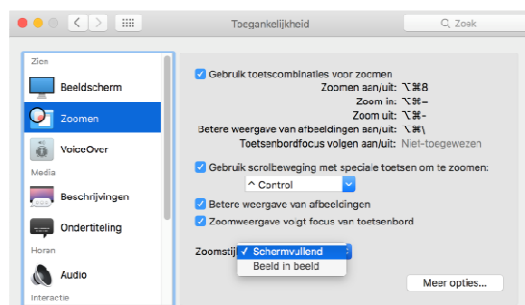 Toegankelijkheid
Zoek
Zien
Beeldscherm
Zoomen
VoiceOver
Media
Beschrijvingen
Ondertiteling
Horen
Audio
Interactie
Gebruik toetscombinaties voor zoomen
Zoomen aan/uit: ⌥⌘8
Zoom in: ⌥⌘=
Zoom uit: ⌥⌘-
Betere weergave van afbeeldingen aan/uit: ⌥⌘\
Toetsenbordfocus volgen aan/uit: Niet-toegewezen
Gebruik scrolbeweging met speciale toetsen om te zoomen:
^ Control
Betere weergave van afbeeldingen
Zoomweergave volgt focus van toetsenbord
Zoomstijl
✓ Schermvullend
Beeld in beeld
Meer opties...